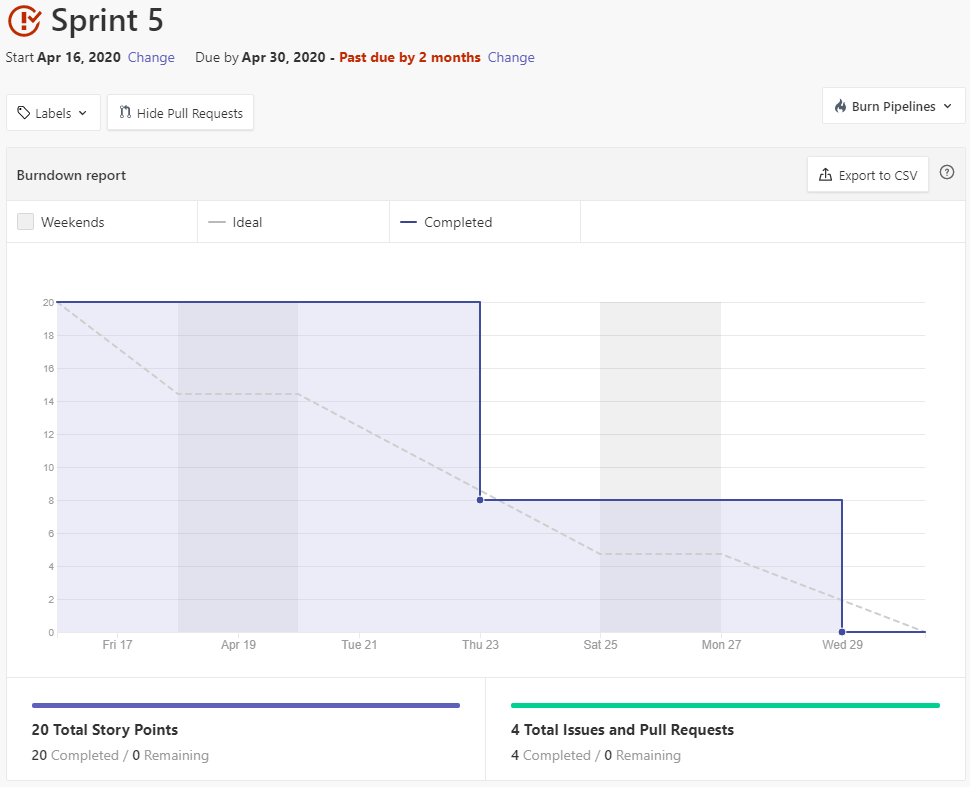 Sprint 5
Start Apr 16, 2020 Change Due by Apr 30, 2020 - Past due by 2 months Change
Labels Hide Pull Requests Burn Pipelines
Burndown report Export to CSV ?
Weekends Ideal Completed
20
18
16
14
12
10
8
6
4
2
0
Fri 17 Apr 19 Tue 21 Thu 23 Sat 25 Mon 27 Wed 29
20 Total Story Points
20 Completed / 0 Remaining
4 Total Issues and Pull Requests
4 Completed / 0 Remaining